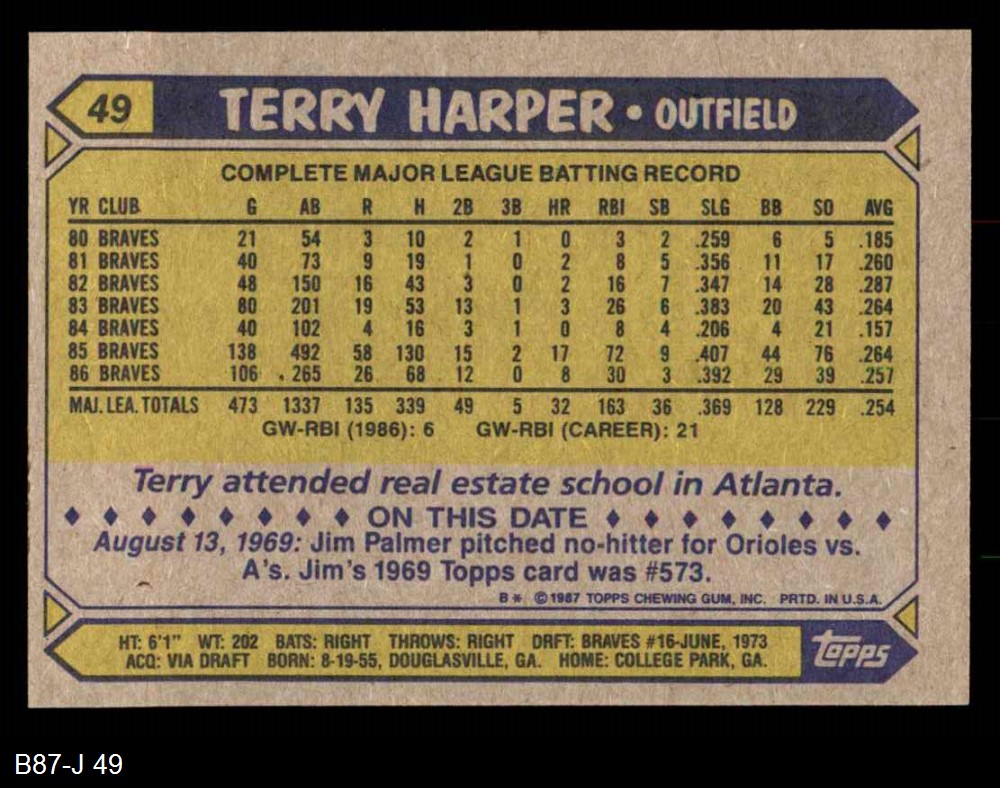 49 TERRY HARPER • OUTFIELD
COMPLETE MAJOR LEAGUE BATTING RECORD
YR CLUB G AB R H 2B 3B HR RBI SB SLG BB SO AVG
80 BRAVES 21 54 3 10 2 1 0 3 2 .259 6 5 .185
81 BRAVES 40 73 9 19 1 0 2 8 5 .356 11 17 .260
82 BRAVES 48 150 16 43 3 0 2 16 7 .347 14 28 .287
83 BRAVES 80 201 19 53 13 1 3 26 6 .383 20 43 .264
84 BRAVES 40 102 4 16 3 1 0 8 4 .206 4 21 .157
85 BRAVES 138 492 58 130 15 2 17 72 9 .407 44 76 .264
86 BRAVES 106 265 26 68 12 0 8 30 3 .392 29 39 .257
MAJ. LEA. TOTALS 473 1337 135 339 49 5 32 163 36 .369 128 229 .254
GW-RBI (1986): 6 GW-RBI (CAREER): 21
Terry attended real estate school in Atlanta.
♦ ♦ ♦ ♦ ♦ ♦ ♦ ♦ ON THIS DATE ♦ ♦ ♦ ♦ ♦ ♦ ♦ ♦
August 13, 1969: Jim Palmer pitched no-hitter for Orioles vs.
A's. Jim's 1969 Topps card was #573.
B* ©1987 TOPPS CHEWING GUM, INC. PRTD. IN U.S.A.
HT: 6'1" WT: 202 BATS: RIGHT THROWS: RIGHT DRFT: BRAVES #16-JUNE, 1973
ACQ: VIA DRAFT BORN: 8-19-55, DOUGLASVILLE, GA. HOME: COLLEGE PARK, GA.
topps
B87-J 49